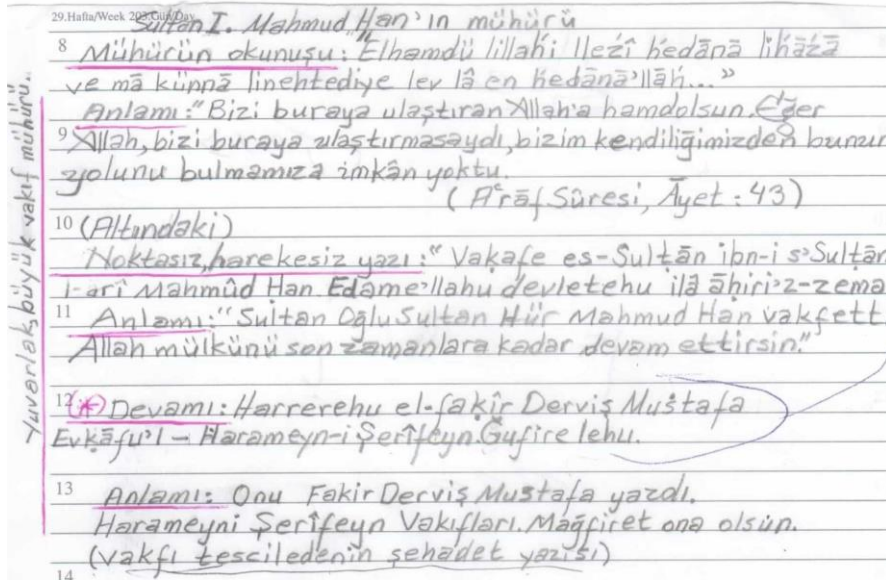 29.Hafta/Week 203.Gün/Day
Sultan I. Mahmud Han'ın mühürü
8 Mühürün okunuşu: "Elhamdü lillahi llezî hedānā lihāzā
ve mā künnā linehtediye lev lâ en hedānā'llāh..."
Anlamı: "Bizi buraya ulaştıran Allah'a hamdolsun. Eğer
9 Allah, bizi buraya ulaştırmasaydı, bizim kendiliğimizden bunun
yolunu bulmamıza imkân yoktu.
(A'rāf Sûresi, Āyet: 43)
10 (Altındaki)
Noktasız, harekesiz yazı: "Vakafe es-Sultān ibn-i s'Sultān
Mahmûd Han Edāme'llahu devletehu ilā āhiri'z-zema
11 Anlamı: "Sultan Oğlu Sultan Hür Mahmud Han vakfett
Allah mülkünü son zamanlara kadar devam ettirsin."
12 (*) Devamı: Harrerehu el-fakîr Derviş Mustafa
Evkāfu'l - Harameyn-i Şerîfeyn. Ğufire lehu.
13 Anlamı: Onu Fakir Derviş Mustafa yazdı.
Harameyni Şerîfeyn Vakıfları. Mağfiret ona olsun.
(vakfı tescil edenin şehadet yazısı)
14
Yuvarlak, büyük vakıf mühürü.